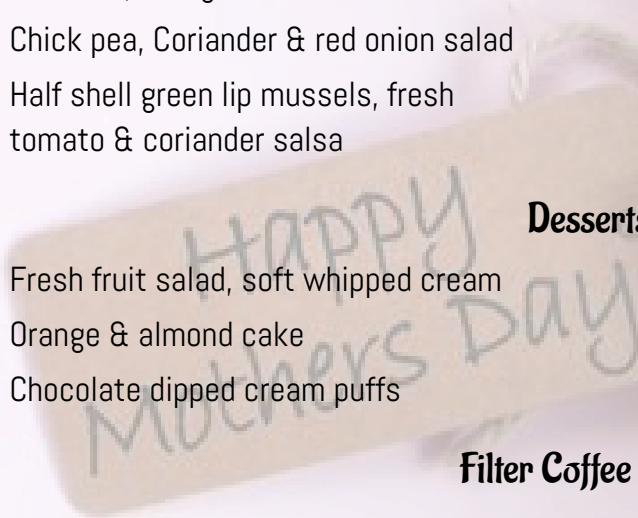 Chick pea, Coriander & red onion salad
Half shell green lip mussels, fresh
tomato & coriander salsa
Happy
Desserts
Fresh fruit salad, soft whipped cream
Mothers Day
Orange & almond cake
Chocolate dipped cream puffs
Filter Coffee